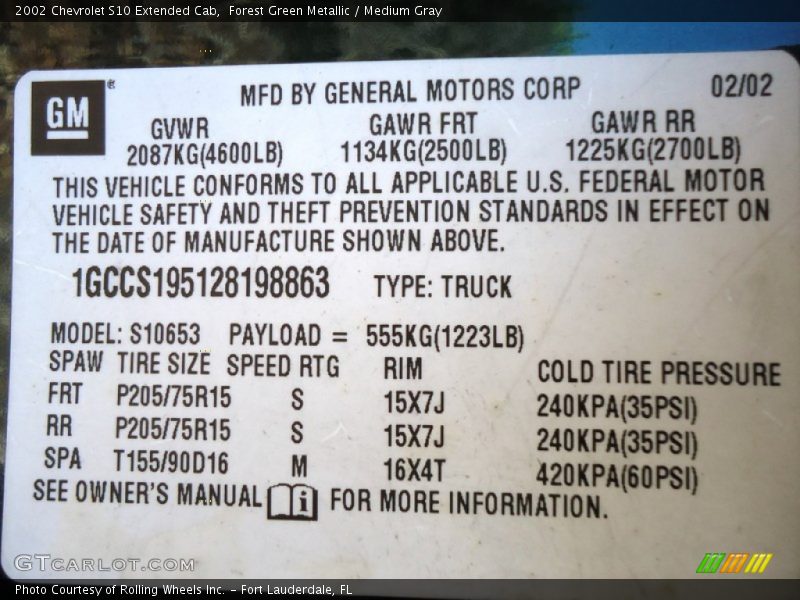 2002 Chevrolet S10 Extended Cab,  Forest Green Metallic / Medium Gray
GM ®
MFD BY GENERAL MOTORS CORP 02/02
GVWR GAWR FRT GAWR RR
2087KG(4600LB) 1134KG(2500LB) 1225KG(2700LB)
THIS VEHICLE CONFORMS TO ALL APPLICABLE U.S. FEDERAL MOTOR
VEHICLE SAFETY AND THEFT PREVENTION STANDARDS IN EFFECT ON
THE DATE OF MANUFACTURE SHOWN ABOVE.
1GCCS195128198863 TYPE: TRUCK
MODEL: S10653 PAYLOAD = 555KG(1223LB)
SPAW TIRE SIZE SPEED RTG RIM COLD TIRE PRESSURE
FRT P205/75R15 S 15X7J 240KPA(35PSI)
RR P205/75R15 S 15X7J 240KPA(35PSI)
SPA T155/90D16 M 16X4T 420KPA(60PSI)
SEE OWNER'S MANUAL i FOR MORE INFORMATION.
GTCARLOT.COM
Photo Courtesy of Rolling Wheels Inc. – Fort Lauderdale, FL